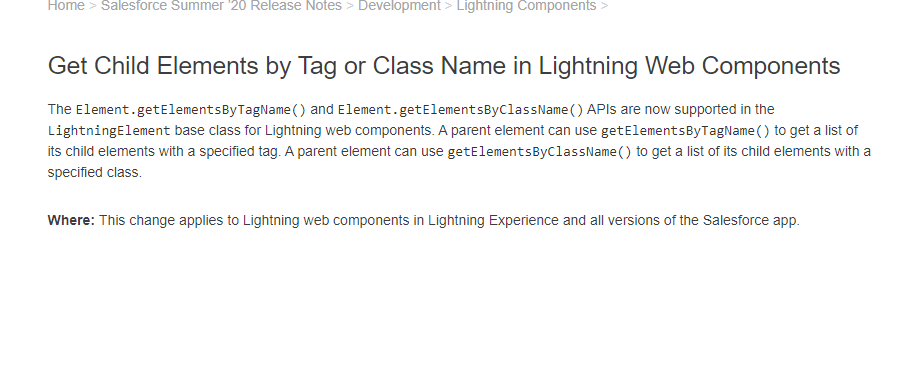 Home > Salesforce Summer '20 Release Notes > Development > Lightning Components >
Get Child Elements by Tag or Class Name in Lightning Web Components
The Element.getElementsByTagName() and Element.getElementsByClassName() APIs are now supported in the
LightningElement base class for Lightning web components. A parent element can use getElementsByTagName() to get a list of
its child elements with a specified tag. A parent element can use getElementsByClassName() to get a list of its child elements with a
specified class.
Where: This change applies to Lightning web components in Lightning Experience and all versions of the Salesforce app.